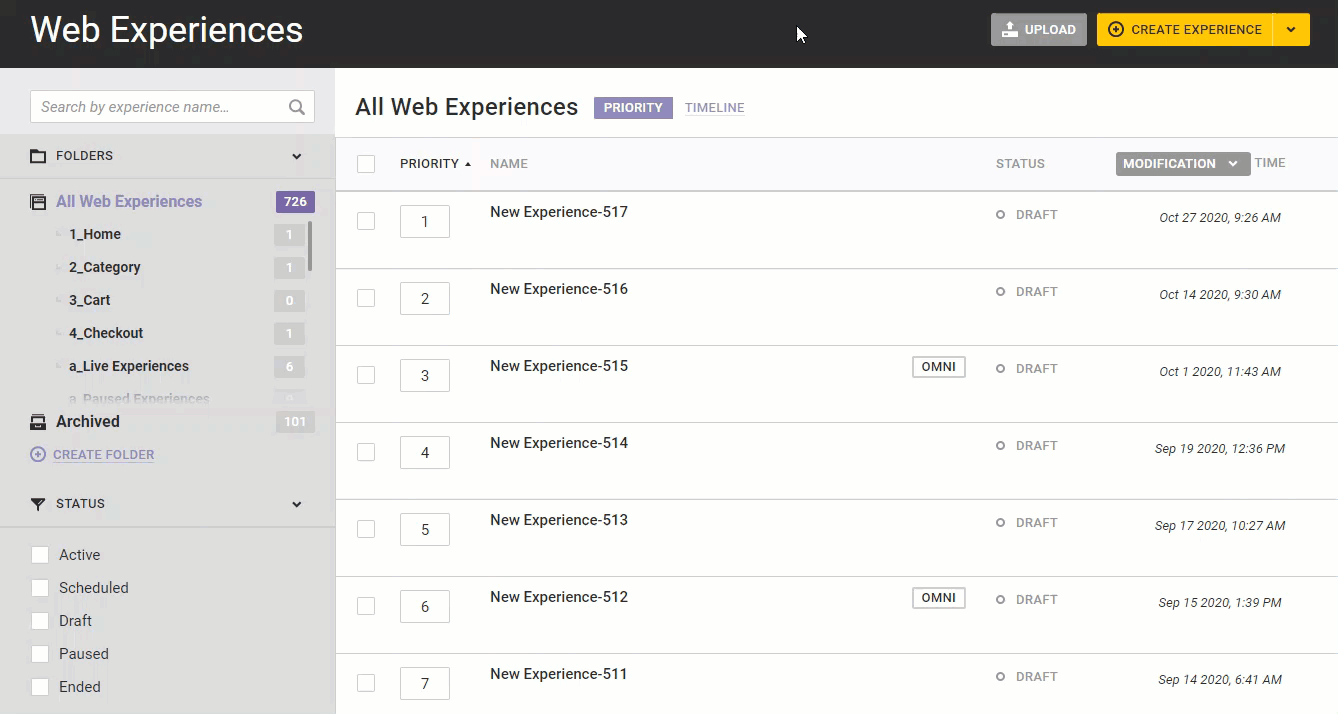 Web Experiences
UPLOAD
CREATE EXPERIENCE
Search by experience name...
FOLDERS
All Web Experiences 726
1_Home 1
2_Category 1
3_Cart 0
4_Checkout 1
a_Live Experiences 6
a_Paused Experiences
Archived 101
CREATE FOLDER
STATUS
Active
Scheduled
Draft
Paused
Ended
All Web Experiences PRIORITY TIMELINE
PRIORITY NAME STATUS MODIFICATION TIME
1 New Experience-517 DRAFT Oct 27 2020, 9:26 AM
2 New Experience-516 DRAFT Oct 14 2020, 9:30 AM
3 New Experience-515 OMNI DRAFT Oct 1 2020, 11:43 AM
4 New Experience-514 DRAFT Sep 19 2020, 12:36 PM
5 New Experience-513 DRAFT Sep 17 2020, 10:27 AM
6 New Experience-512 OMNI DRAFT Sep 15 2020, 1:39 PM
7 New Experience-511 DRAFT Sep 14 2020, 6:41 AM